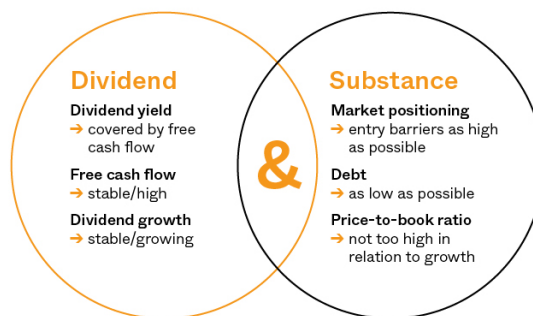 Dividend
Dividend yield
➔ covered by free
cash flow
Free cash flow
➔ stable/high
Dividend growth
➔ stable/growing
&
Substance
Market positioning
➔ entry barriers as high
as possible
Debt
➔ as low as possible
Price-to-book ratio
➔ not too high in
relation to growth